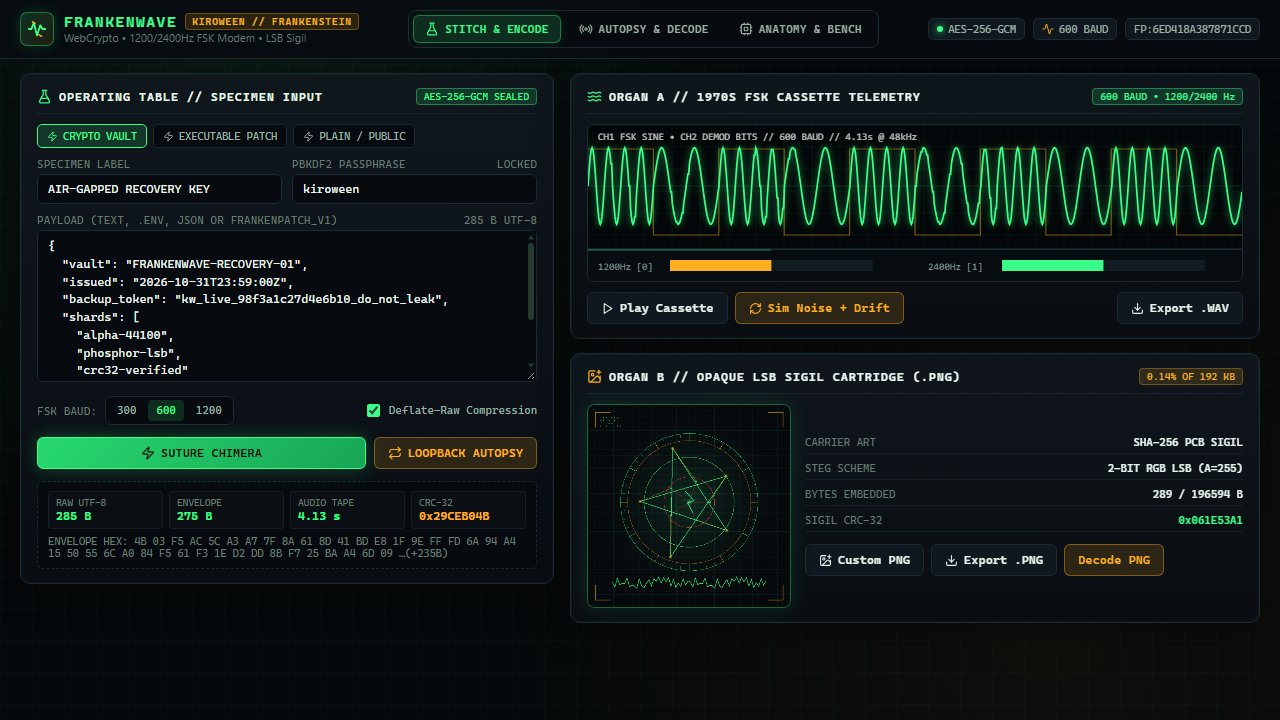 FRANKENWAVE
KIROWEEN // FRANKENSTEIN
WebCrypto • 1200/2400Hz FSK Modem • LSB Sigil
STITCH & ENCODE
AUTOPSY & DECODE
ANATOMY & BENCH
AES-256-GCM
600 BAUD
FP:6ED418A387871CCD
OPERATING TABLE // SPECIMEN INPUT
AES-256-GCM SEALED
CRYPTO VAULT
EXECUTABLE PATCH
PLAIN / PUBLIC
SPECIMEN LABEL
PBKDF2 PASSPHRASE
LOCKED
AIR-GAPPED RECOVERY KEY
kiroween
PAYLOAD (TEXT, .ENV, JSON OR FRANKENPATCH_V1)
285 B UTF-8
{
"vault": "FRANKENWAVE-RECOVERY-01",
"issued": "2026-10-31T23:59:00Z",
"backup_token": "kw_live_98f3a1c27d4e6b10_do_not_leak",
"shards": [
"alpha-44100",
"phosphor-lsb",
"crc32-verified"
FSK BAUD:
300
600
1200
Deflate-Raw Compression
SUTURE CHIMERA
LOOPBACK AUTOPSY
RAW UTF-8
285 B
ENVELOPE
275 B
AUDIO TAPE
4.13 s
CRC-32
0x29CEB04B
ENVELOPE HEX: 4B 03 F5 AC 5C A3 A7 7F 8A 61 8D 41 BD E8 1F 9E FF FD 6A 94 A4
15 50 55 6C A0 84 F5 61 F3 1E D2 DD 8B F7 25 BA A4 6D 09 …(+235B)
ORGAN A // 1970S FSK CASSETTE TELEMETRY
600 BAUD • 1200/2400 Hz
CH1 FSK SINE • CH2 DEMOD BITS // 600 BAUD // 4.13s @ 48kHz
1200Hz [0]
2400Hz [1]
Play Cassette
Sim Noise + Drift
Export .WAV
ORGAN B // OPAQUE LSB SIGIL CARTRIDGE (.PNG)
0.14% OF 192 KB
CARRIER ART
SHA-256 PCB SIGIL
STEG SCHEME
2-BIT RGB LSB (A=255)
BYTES EMBEDDED
289 / 196594 B
SIGIL CRC-32
0x061E53A1
Custom PNG
Export .PNG
Decode PNG